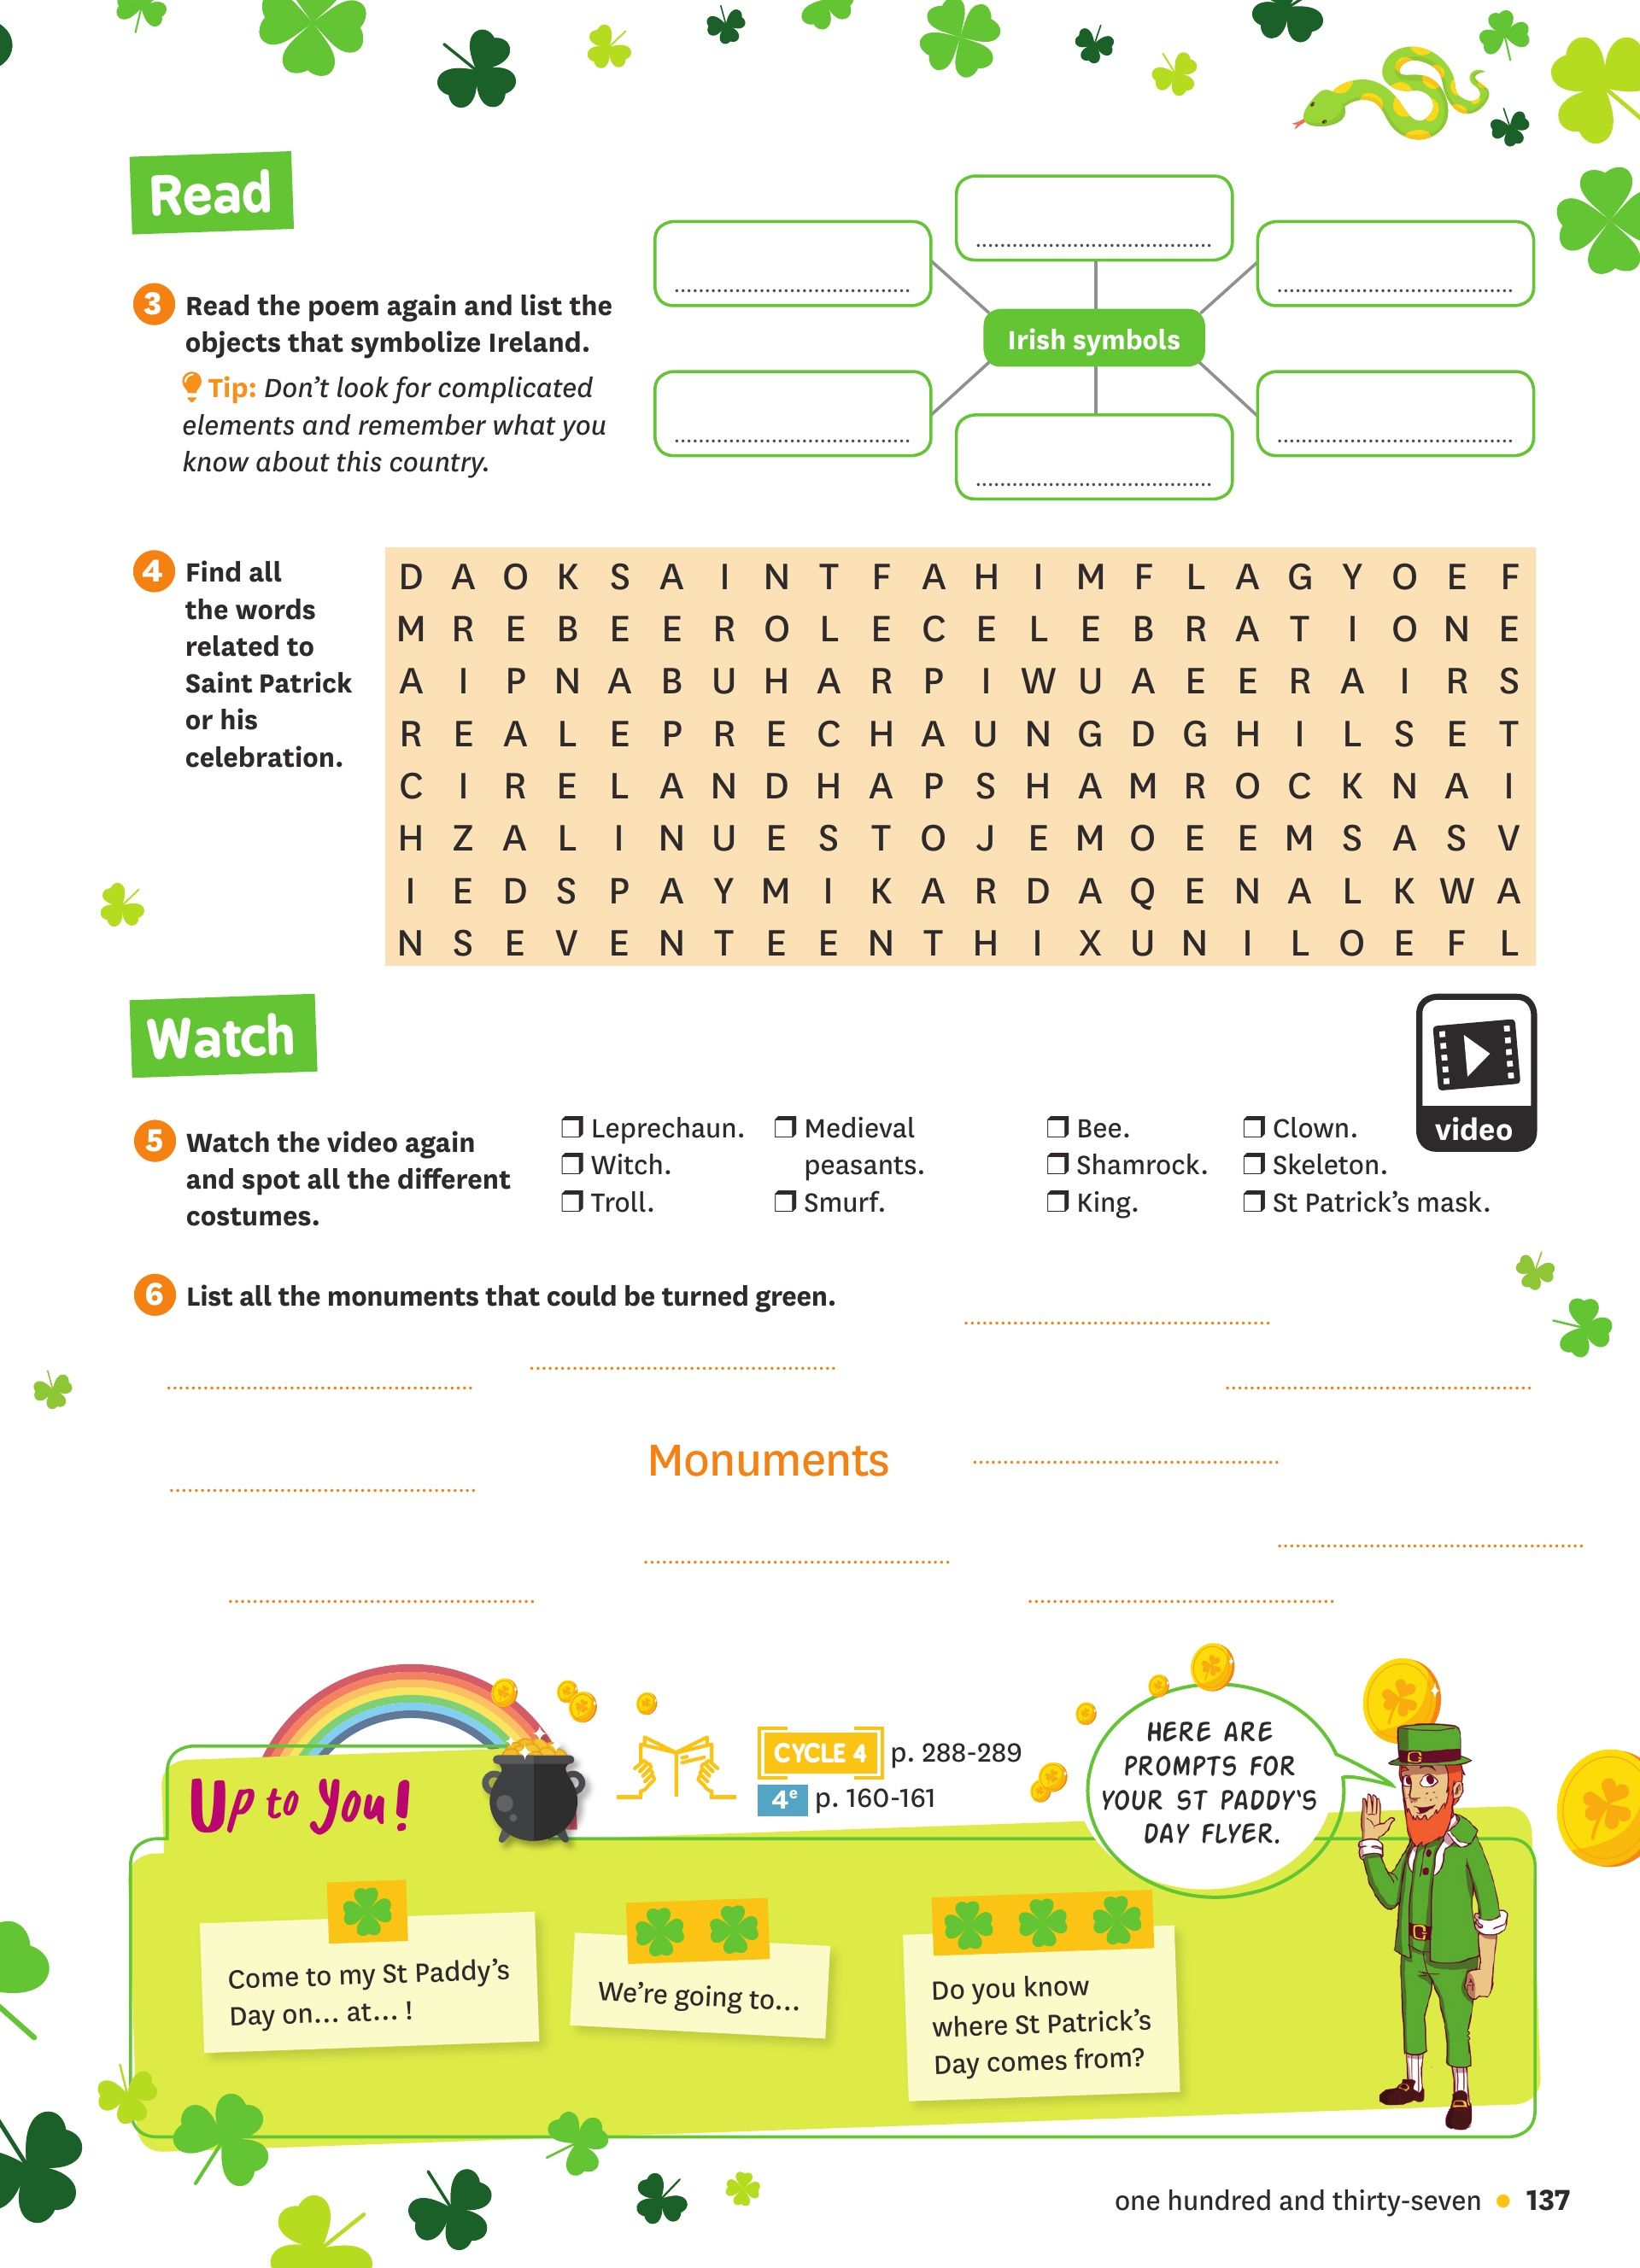 Read
3 Read the poem again and list the
objects that symbolize Ireland.
Tip: Don't look for complicated
elements and remember what you
know about this country.
Irish symbols
4 Find all
the words
related to
Saint Patrick
or his
celebration.
D A O K S A I N T F A H I M F L A G Y O E F
M R E B E E R O L E C E L E B R A T I O N E
A I P N A B U H A R P I W U A E E R A I R S
R E A L E P R E C H A U N G D G H I L S E T
C I R E L A N D H A P S H A M R O C K N A I
H Z A L I N U E S T O J E M O E E M S A S V
I E D S P A Y M I K A R D A Q E N A L K W A
N S E V E N T E E N T H I X U N I L O E F L
Watch
video
5 Watch the video again
and spot all the different
costumes.
❒ Leprechaun.
❒ Witch.
❒ Troll.
❒ Medieval
peasants.
❒ Smurf.
❒ Bee.
❒ Shamrock.
❒ King.
❒ Clown.
❒ Skeleton.
❒ St Patrick's mask.
6 List all the monuments that could be turned green.
Monuments
Up to You!
CYCLE 4 p. 288-289
4e p. 160-161
HERE ARE
PROMPTS FOR
YOUR ST PADDY'S
DAY FLYER.
Come to my St Paddy's
Day on... at... !
We're going to...
Do you know
where St Patrick's
Day comes from?
G
G
one hundred and thirty-seven • 137